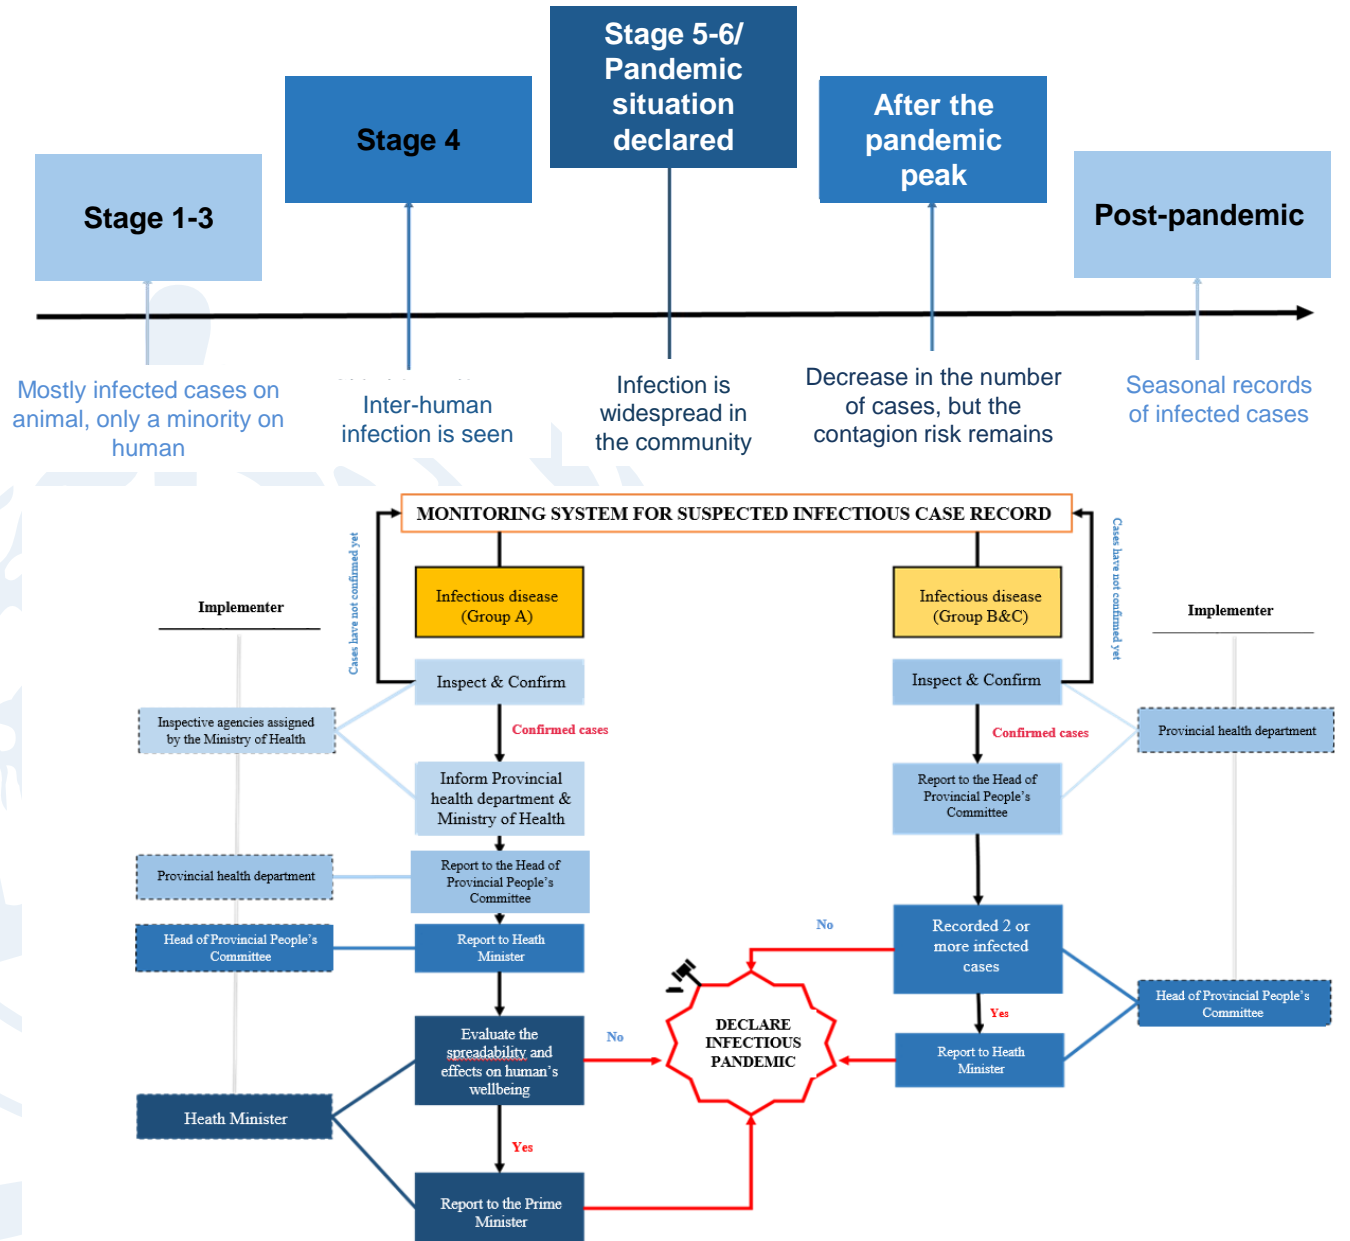 Stage 1-3
Stage 4
Stage 5-6/
Pandemic
situation
declared
After the
pandemic
peak
Post-pandemic
Mostly infected cases on
animal, only a minority on
human
Inter-human
infection is seen
Infection is
widespread in
the community
Decrease in the number
of cases, but the
contagion risk remains
Seasonal records
of infected cases
MONITORING SYSTEM FOR SUSPECTED INFECTIOUS CASE RECORD
Cases have not confirmed yet
Cases have not confirmed yet
Implementer
Infectious disease
(Group A)
Infectious disease
(Group B&C)
Implementer
Inspect & Confirm
Inspect & Confirm
Inspective agencies assigned
by the Ministry of Health
Confirmed cases
Confirmed cases
Provincial health department
Inform Provincial
health department &
Ministry of Health
Report to the Head of
Provincial People's
Committee
Provincial health department
Report to the Head of
Provincial People's
Committee
Head of Provincial People's
Committee
Report to Heath
Minister
No
Recorded 2 or
more infected
cases
Yes
Head of Provincial People's
Committee
Evaluate the
spreadability and
effects on human's
wellbeing
No
DECLARE
INFECTIOUS
PANDEMIC
Report to Heath
Minister
Heath Minister
Yes
Report to the Prime
Minister